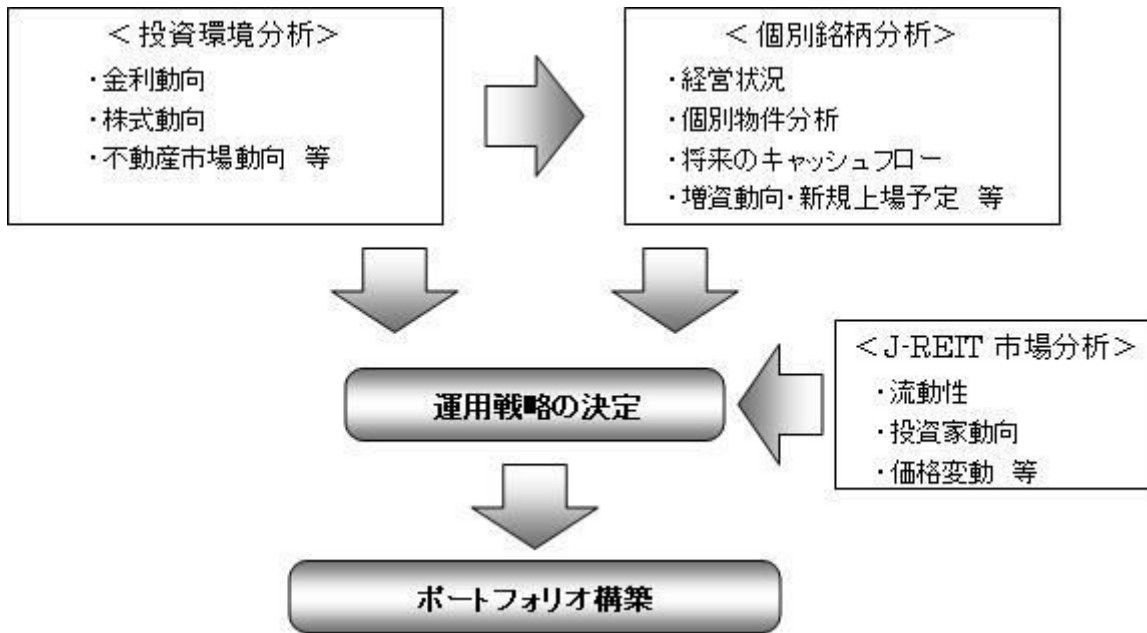 ＜投資環境分析＞
・金利動向
・株式動向
・不動産市場動向 等
＜個別銘柄分析＞
・経営状況
・個別物件分析
・将来のキャッシュフロー
・増資動向・新規上場予定 等
＜J-REIT 市場分析＞
・流動性
・投資家動向
・価格変動 等
運用戦略の決定
ポートフォリオ構築